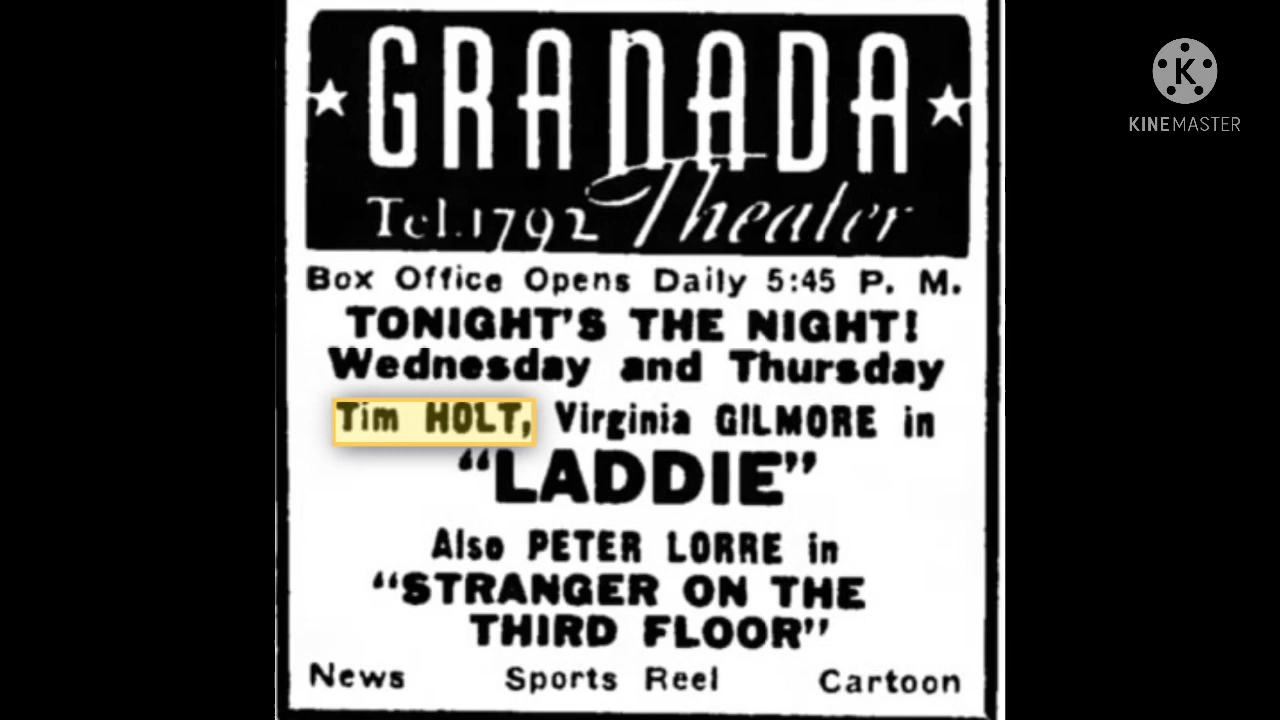 GRANADA
Tel.1792 Theater
Box Office Opens Daily 5:45 P. M.
TONIGHT'S THE NIGHT!
Wednesday and Thursday
Tim HOLT, Virginia GILMORE in
"LADDIE"
Also PETER LORRE in
"STRANGER ON THE
THIRD FLOOR"
News Sports Reel Cartoon
K
KINEMASTER